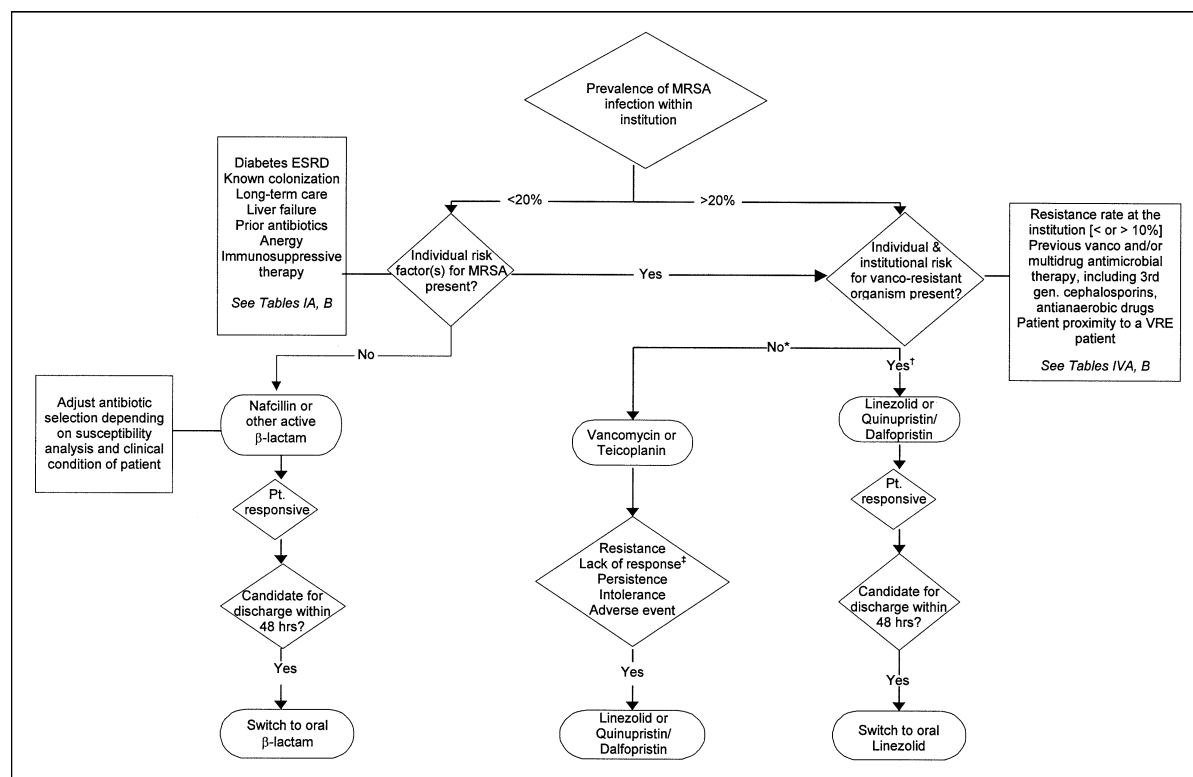 Prevalence of MRSA
infection within
institution
Diabetes ESRD
Known colonization
Long-term care
Liver failure
Prior antibiotics
Anergy
Immunosuppressive
therapy
See Tables IA, B
<20%
>20%
Individual risk
factor(s) for MRSA
present?
Yes
Individual &
institutional risk
for vanco-resistant
organism present?
Resistance rate at the
institution [< or > 10%]
Previous vanco and/or
multidrug antimicrobial
therapy, including 3rd
gen. cephalosporins,
antianaerobic drugs
Patient proximity to a VRE
patient
See Tables IVA, B
No
No*
Yes†
Adjust antibiotic
selection depending
on susceptibility
analysis and clinical
condition of patient
Nafcillin or
other active
β-lactam
Vancomycin or
Teicoplanin
Linezolid or
Quinupristin/
Dalfopristin
Pt.
responsive
Resistance
Lack of response‡
Persistence
Intolerance
Adverse event
Pt.
responsive
Candidate for
discharge within
48 hrs?
Candidate for
discharge within
48 hrs?
Yes
Yes
Yes
Switch to oral
β-lactam
Linezolid or
Quinupristin/
Dalfopristin
Switch to oral
Linezolid